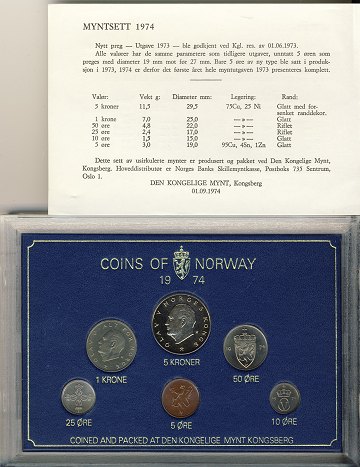 MYNTSETT 1974
Nytt preg — Utgave 1973 — ble godkjent ved Kgl. res. av 01.06.1973.
Alle valører har de samme parametere som tidligere utgaver, unntatt 5 øren som
preges med diameter 19 mm mot før 27 mm. Bare 5 øre av ny type ble satt i produk-
sjon i 1973, 1974 er derfor det første året hele myntutgaven 1973 presenteres komplett.
Valør: Vekt g: Diameter mm: Legering: Rand:
5 kroner 11,5 29,5 75Cu, 25 Ni Glatt med for-
senket randdekor.
1 krone 7,0 25,0 —»— Glatt
50 øre 4,8 22,0 —»— Riflet
25 øre 2,4 17,0 —»— Riflet
10 øre 1,5 15,0 —»— Glatt
5 øre 3,0 19,0 95Cu, 4Sn, 1Zn Glatt
Dette sett av usirkulerte mynter er produsert og pakket ved Den Kongelige Mynt,
Kongsberg. Hoveddistributør er Norges Banks Skillemyntkasse, Postboks 735 Sentrum,
Oslo 1.
DEN KONGELIGE MYNT, Kongsberg
01.09.1974
COINS OF NORWAY
19 74
OLAV V NORGES KONGE
1 KRONE
5 KRONER
50 ØRE
25 ØRE
5 ØRE
10 ØRE
COINED AND PACKED AT DEN KONGELIGE MYNT KONGSBERG